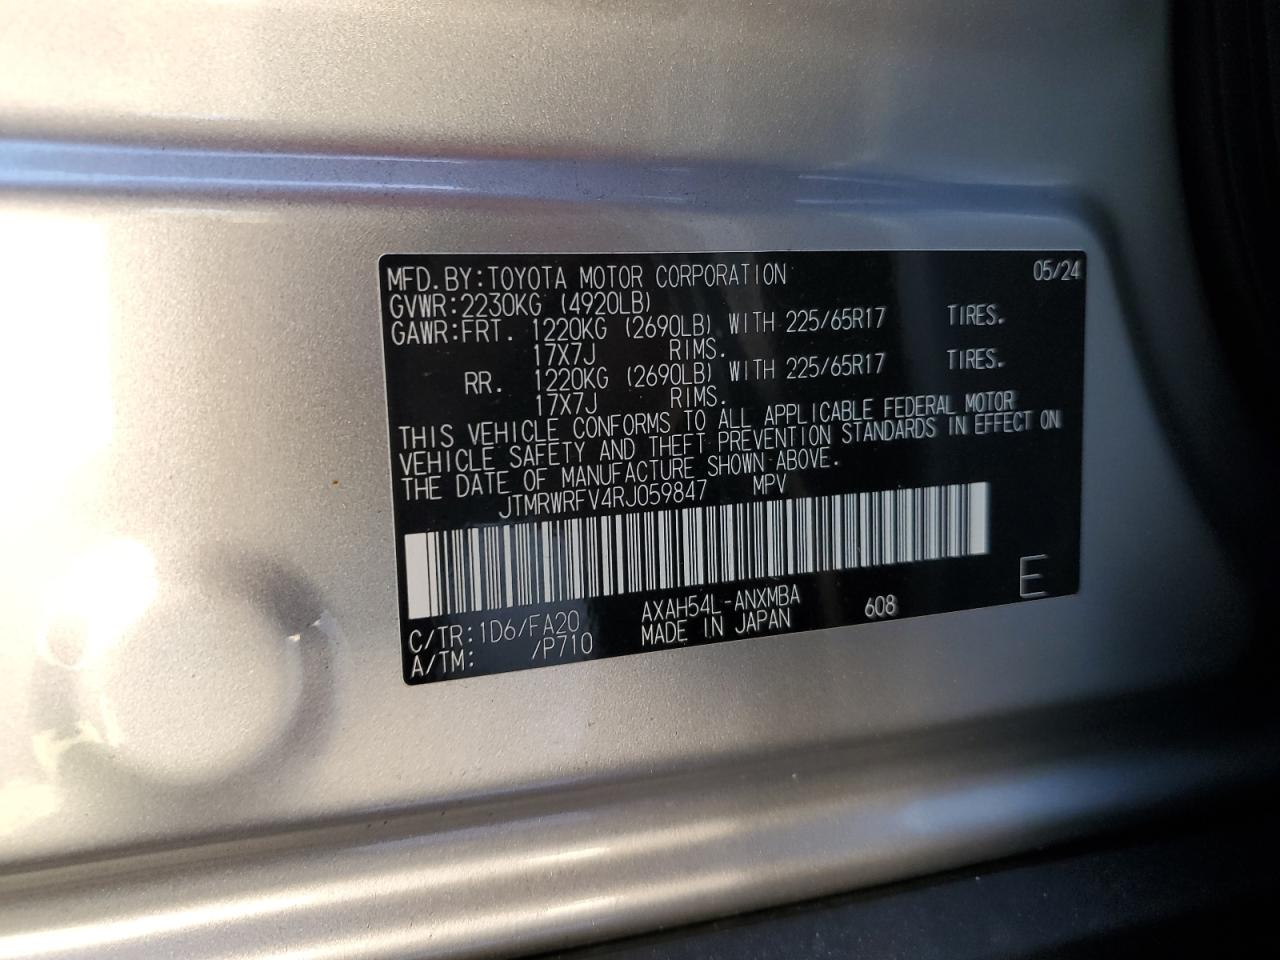 MFD.BY:TOYOTA MOTOR CORPORATION 05/24
GVWR:2230KG (4920LB)
GAWR:FRT. 1220KG (2690LB) WITH 225/65R17 TIRES.
17X7J RIMS.
RR. 1220KG (2690LB) WITH 225/65R17 TIRES.
17X7J RIMS.
THIS VEHICLE CONFORMS TO ALL APPLICABLE FEDERAL MOTOR
VEHICLE SAFETY AND THEFT PREVENTION STANDARDS IN EFFECT ON
THE DATE OF MANUFACTURE SHOWN ABOVE.
JTMRWRFV4RJ059847 MPV
C/TR:1D6/FA20 AXAH54L-ANXMBA 608 E
A/TM: /P710 MADE IN JAPAN